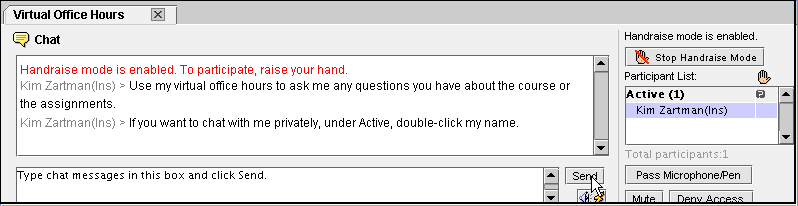 Virtual Office Hours
Chat
Handraise mode is enabled. To participate, raise your hand.
Kim Zartman(Ins) > Use my virtual office hours to ask me any questions you have about the course or
the assignments.
Kim Zartman(Ins) > If you want to chat with me privately, under Active, double-click my name.
Type chat messages in this box and click Send.
Send
Handraise mode is enabled.
Stop Handraise Mode
Participant List:
Active (1)
Kim Zartman(Ins)
Total participants:1
Pass Microphone/Pen
Mute
Deny Access